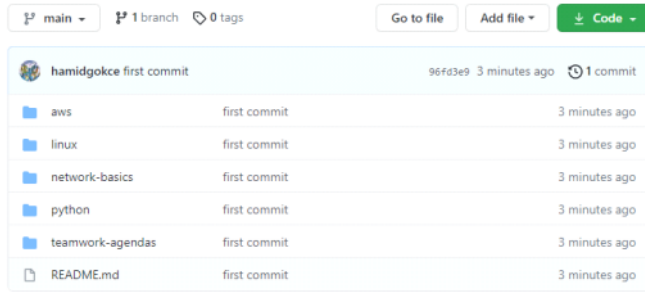 main 1 branch 0 tags Go to file Add file Code
hamidgokce first commit 96fd3e9 3 minutes ago 1 commit
aws first commit 3 minutes ago
linux first commit 3 minutes ago
network-basics first commit 3 minutes ago
python first commit 3 minutes ago
teamwork-agendas first commit 3 minutes ago
README.md first commit 3 minutes ago